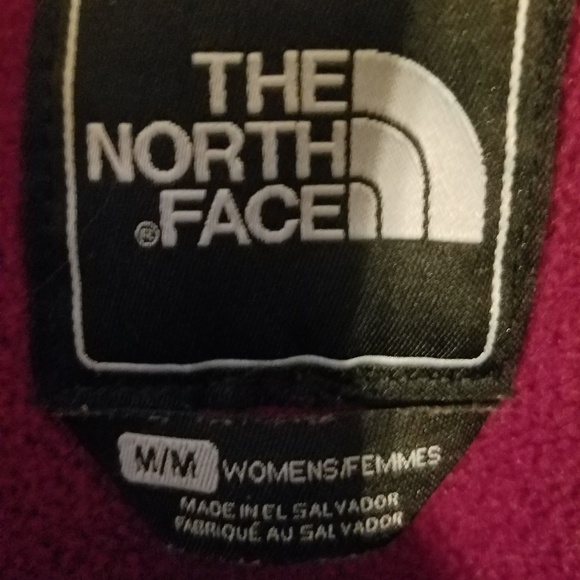 THE
NORTH
®FACE
M/M WOMENS/FEMMES
MADE IN EL SALVADOR
FABRIQUÉ AU SALVADOR